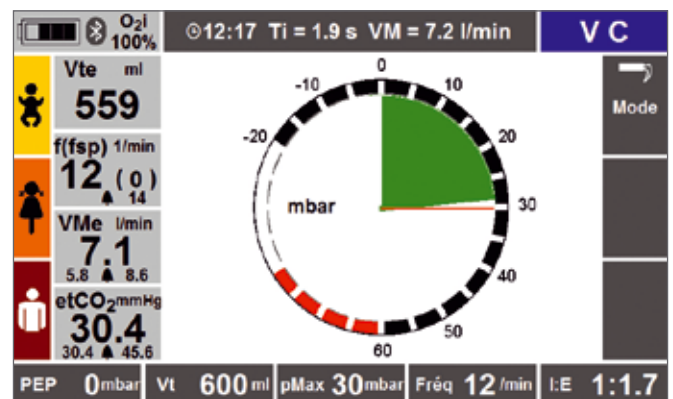 O2i
100%
12:17 Ti = 1.9 s VM = 7.2 l/min
V C
Vte ml
559
f(fsp) 1/min
12 ( 0 )
14
VMe l/min
7.1
5.8 8.6
etCO2mmHg
30.4
30.4 45.6
0
-10 10
-20 20
mbar 30
40
50
60
Mode
PEP 0mbar Vt 600 ml pMax 30mbar Fréq 12 /min I:E 1:1.7